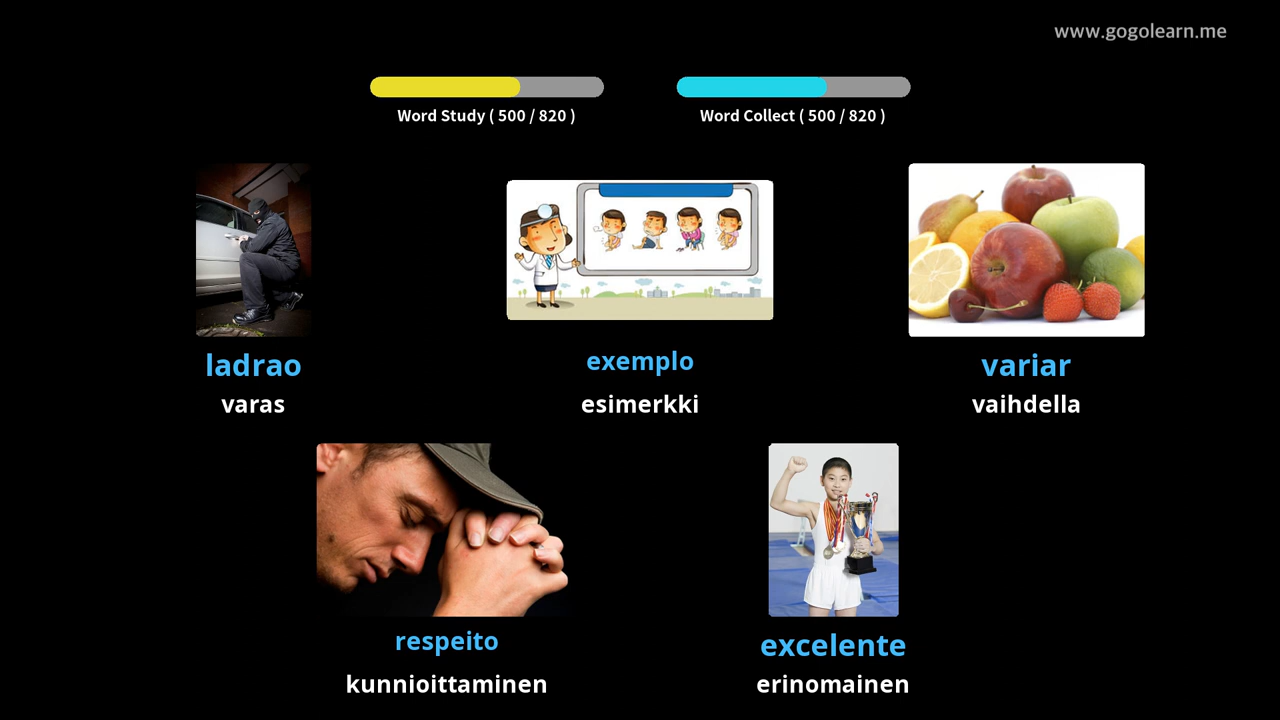 www.gogolearn.me
Word Study ( 500 / 820 )
Word Collect ( 500 / 820 )
ladrao
varas
exemplo
esimerkki
variar
vaihdella
respeito
kunnioittaminen
excelente
erinomainen